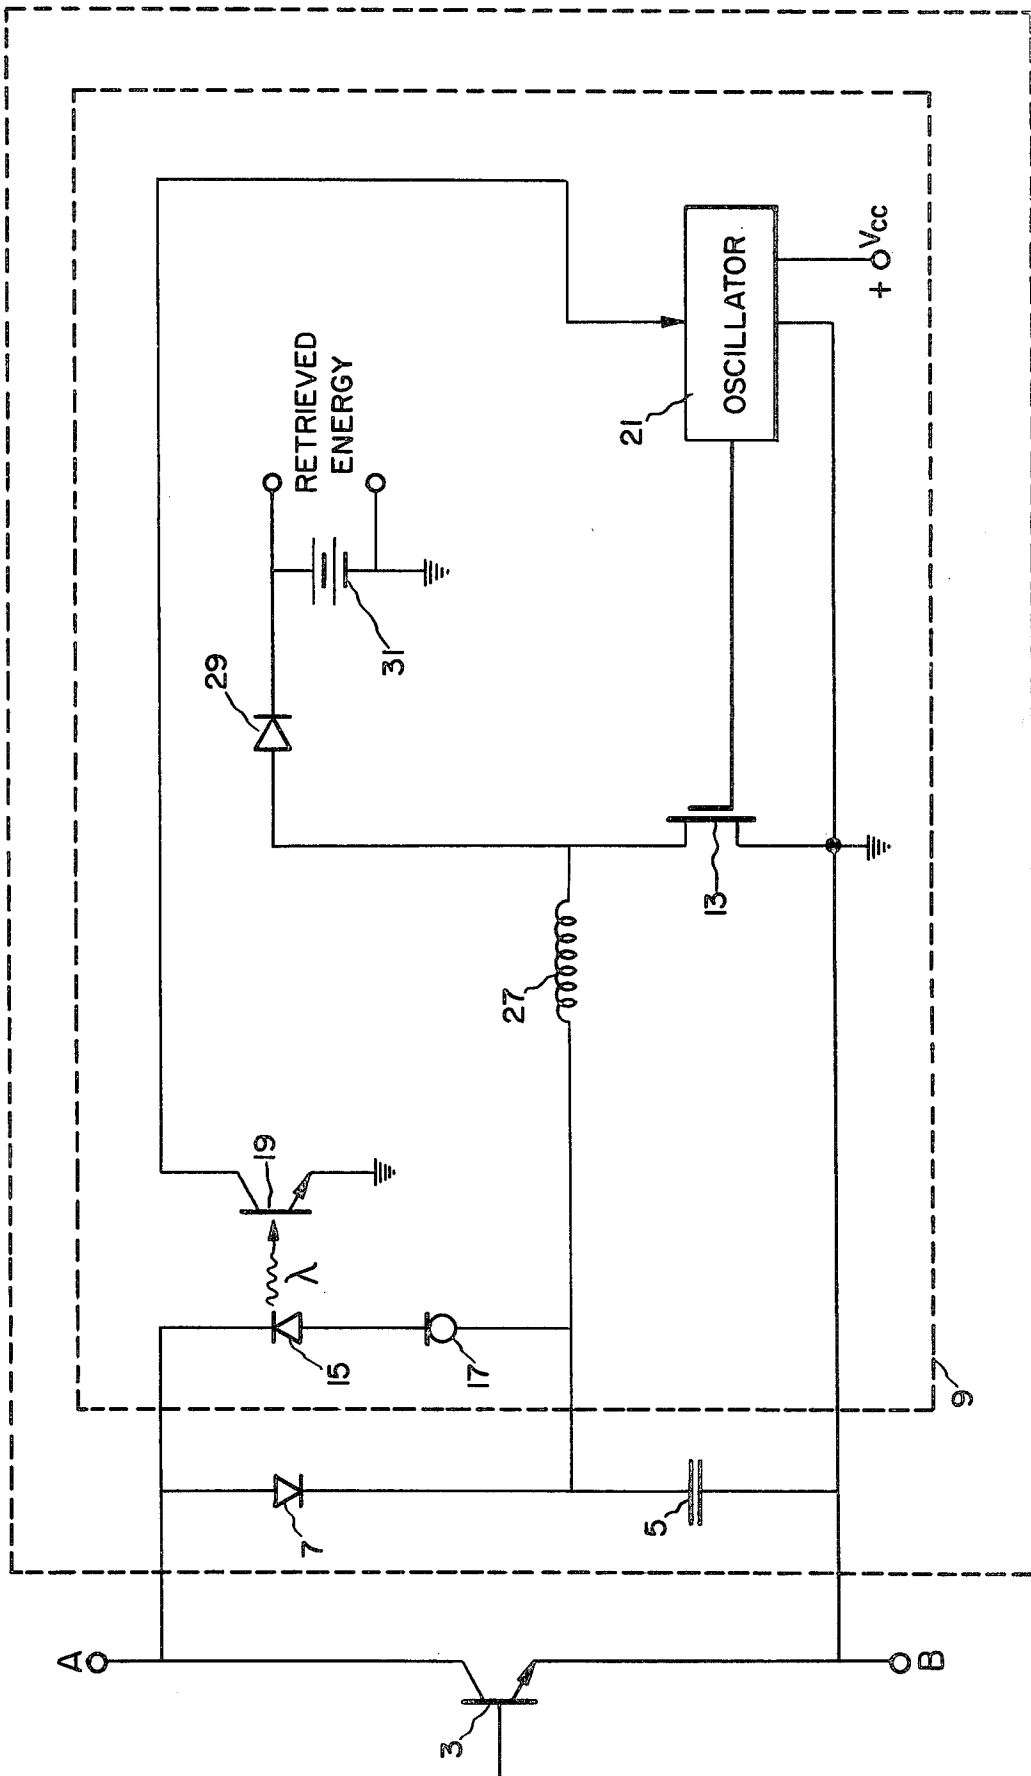 A
3
B
7
5
9
15
17
λ
19
27
29
31
RETRIEVED
ENERGY
13
21
OSCILLATOR
+
Vcc